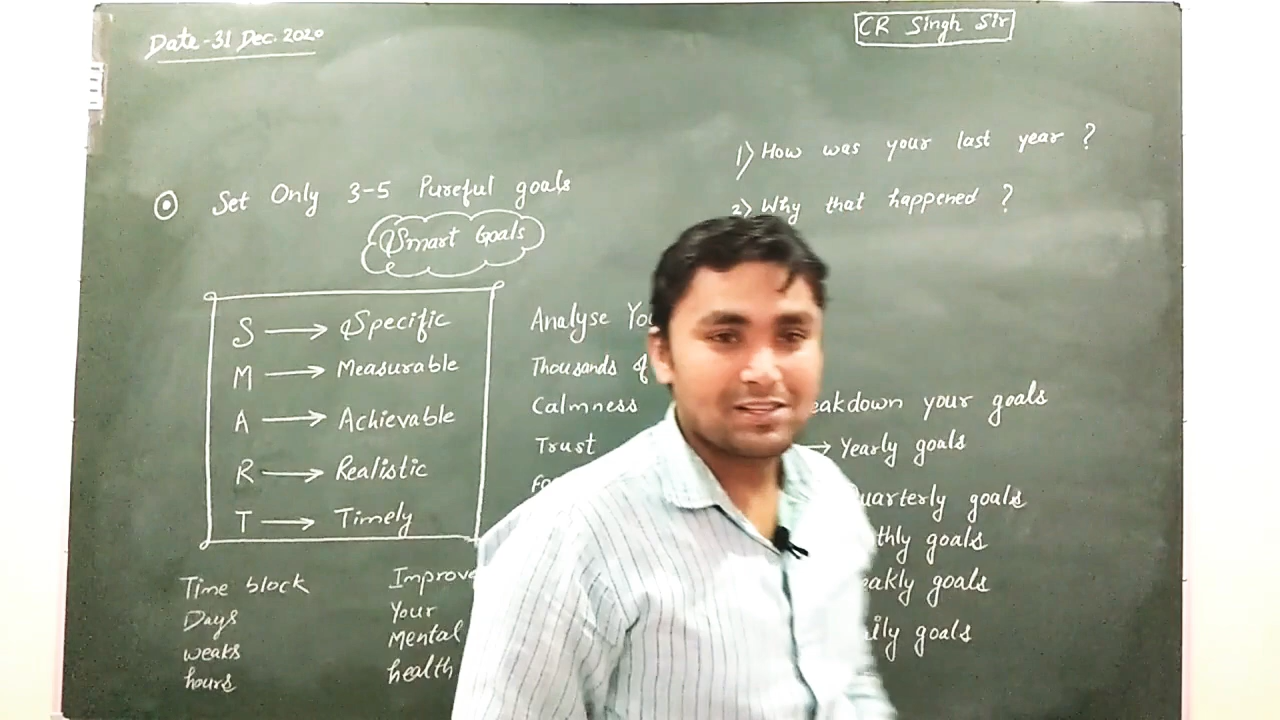 Date-31 Dec. 2020
CR Singh Sir
1) How was your last year ?
2) Why that happened ?
Set Only 3-5 Pureful goals
Smart Goals
S → Specific
M → Measurable
A → Achievable
R → Realistic
T → Timely
Analyse
Thousands of
Calmness
Trust
Time block
Days
weaks
hours
Improve
Your
Mental
health
eakdown your goals
→ Yearly goals
uarterly goals
thly goals
eakly goals
ily goals